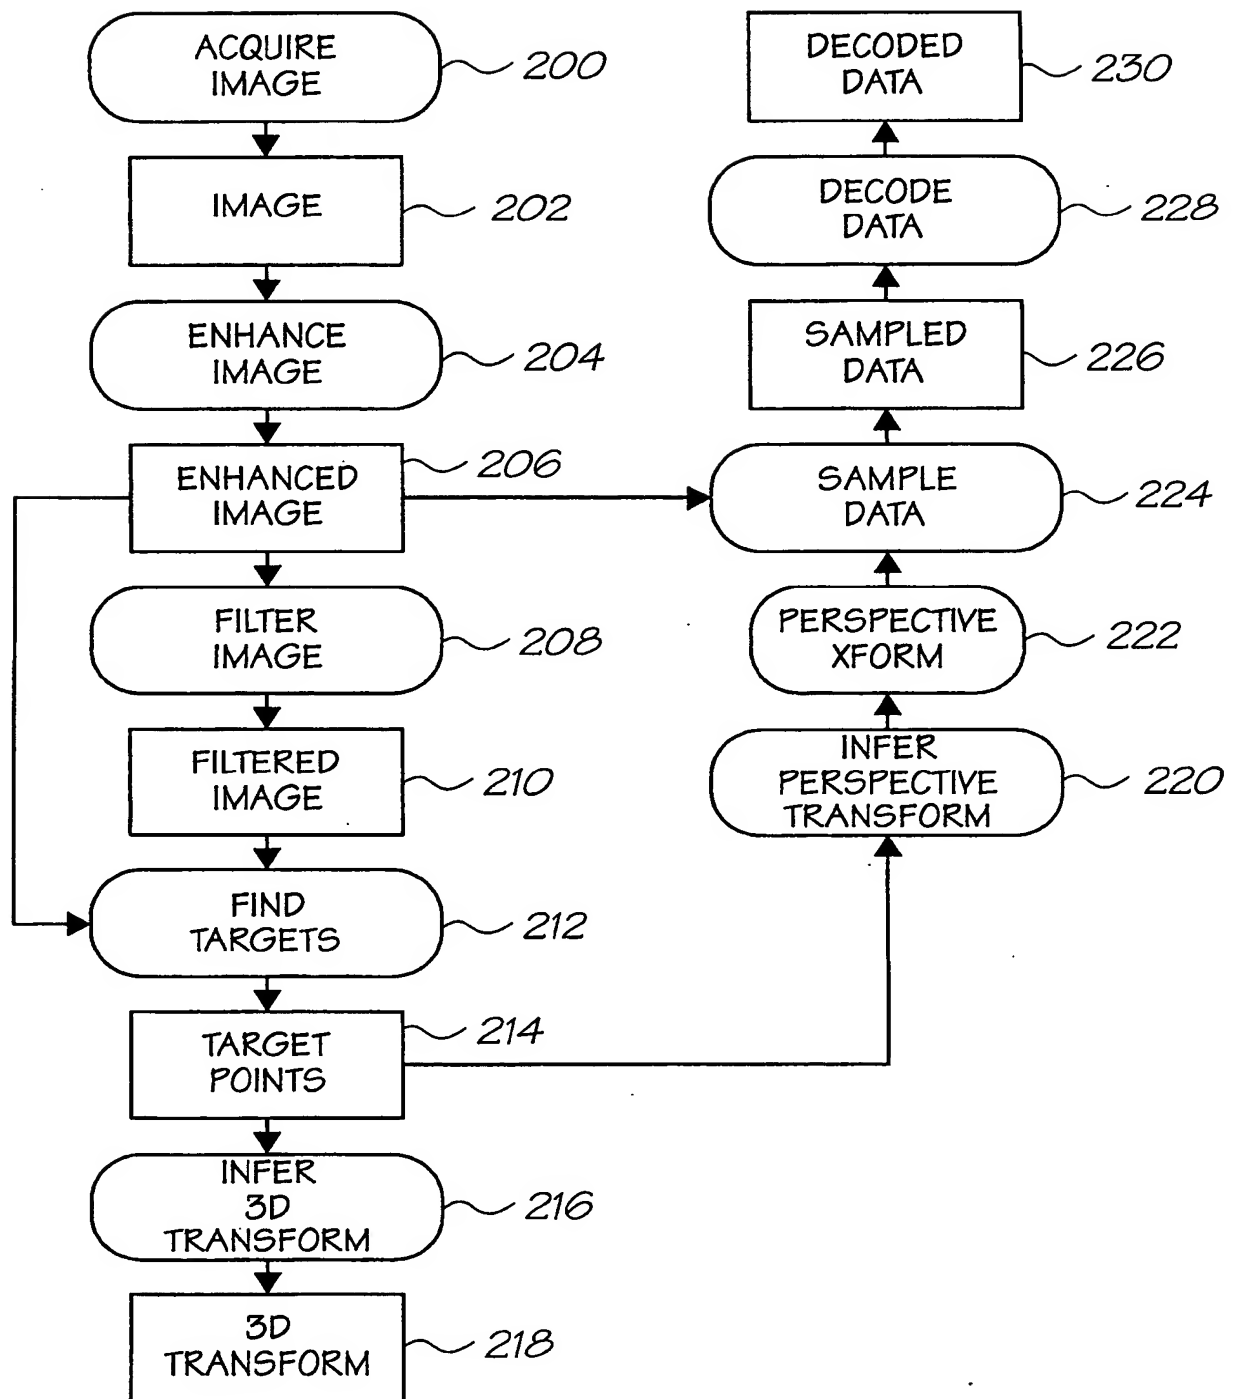 ACQUIRE
IMAGE
200
IMAGE
202
ENHANCE
IMAGE
204
ENHANCED
IMAGE
206
FILTER
IMAGE
208
FILTERED
IMAGE
210
FIND
TARGETS
212
TARGET
POINTS
214
INFER
3D
TRANSFORM
216
3D
TRANSFORM
218
DECODED
DATA
230
DECODE
DATA
228
SAMPLED
DATA
226
SAMPLE
DATA
224
PERSPECTIVE
XFORM
222
INFER
PERSPECTIVE
TRANSFORM
220